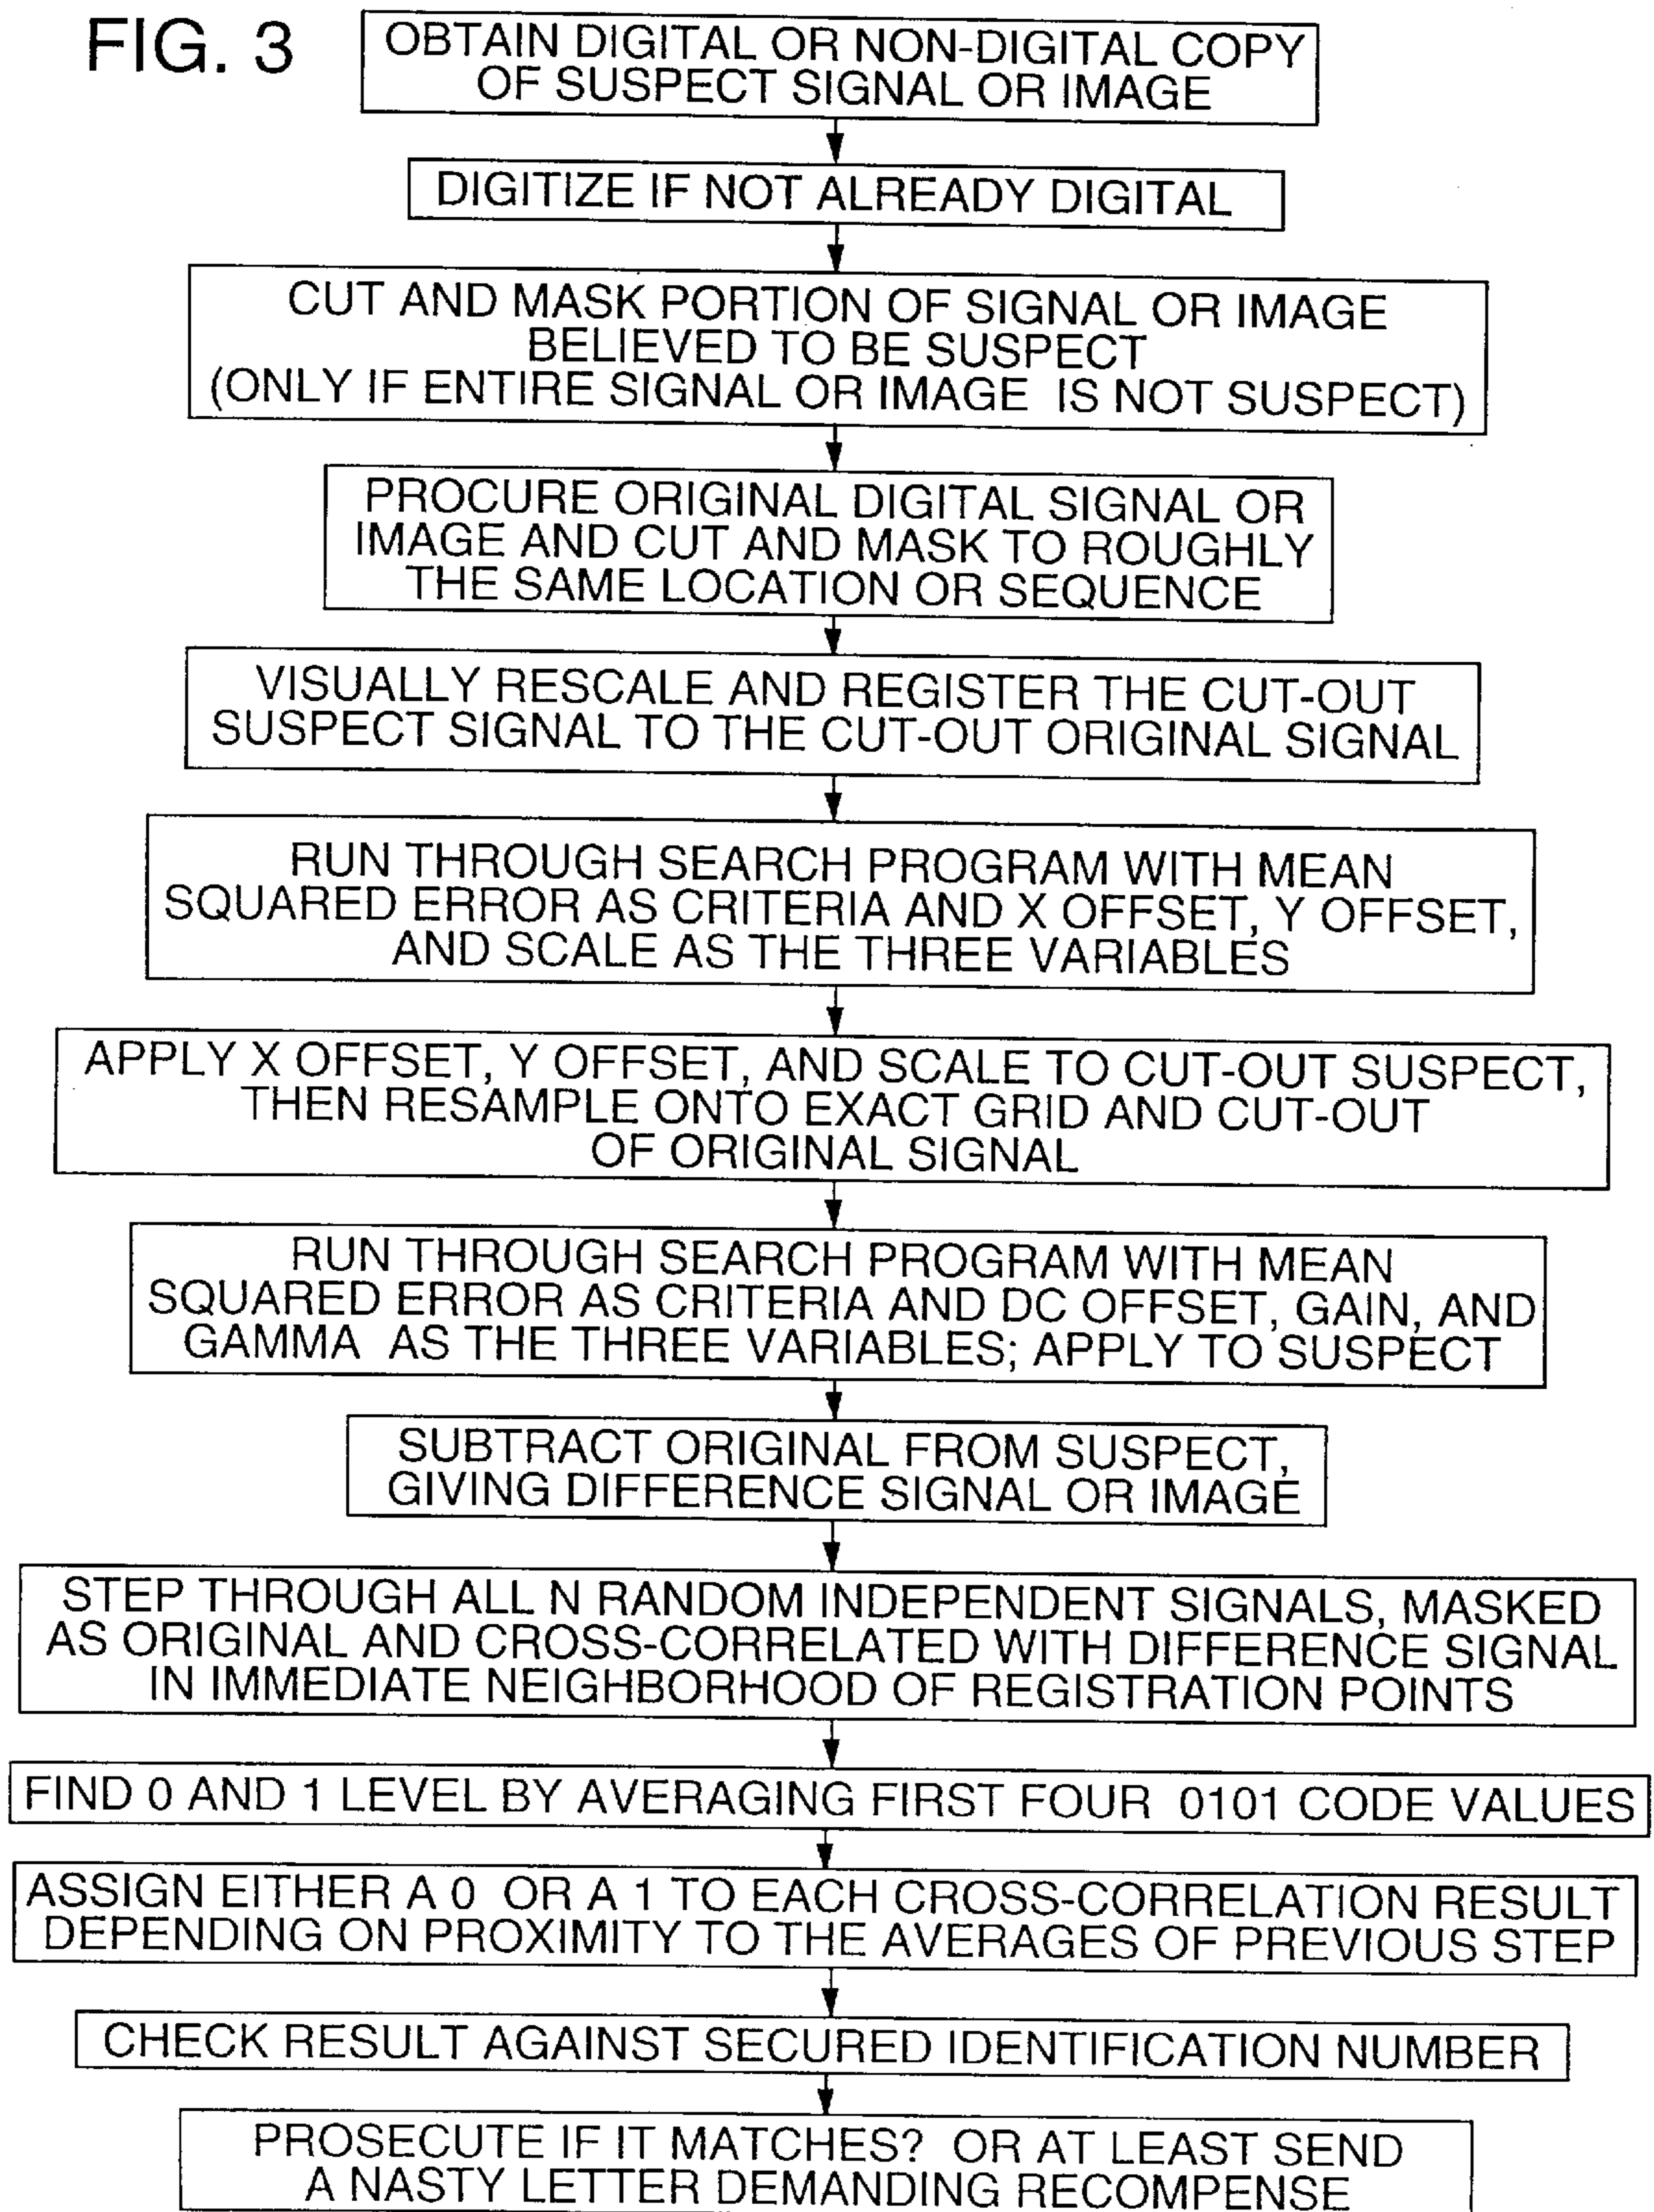 FIG. 3
OBTAIN DIGITAL OR NON-DIGITAL COPY
OF SUSPECT SIGNAL OR IMAGE
DIGITIZE IF NOT ALREADY DIGITAL
CUT AND MASK PORTION OF SIGNAL OR IMAGE
BELIEVED TO BE SUSPECT
(ONLY IF ENTIRE SIGNAL OR IMAGE IS NOT SUSPECT)
PROCURE ORIGINAL DIGITAL SIGNAL OR
IMAGE AND CUT AND MASK TO ROUGHLY
THE SAME LOCATION OR SEQUENCE
VISUALLY RESCALE AND REGISTER THE CUT-OUT
SUSPECT SIGNAL TO THE CUT-OUT ORIGINAL SIGNAL
RUN THROUGH SEARCH PROGRAM WITH MEAN
SQUARED ERROR AS CRITERIA AND X OFFSET, Y OFFSET,
AND SCALE AS THE THREE VARIABLES
APPLY X OFFSET, Y OFFSET, AND SCALE TO CUT-OUT SUSPECT,
THEN RESAMPLE ONTO EXACT GRID AND CUT-OUT
OF ORIGINAL SIGNAL
RUN THROUGH SEARCH PROGRAM WITH MEAN
SQUARED ERROR AS CRITERIA AND DC OFFSET, GAIN, AND
GAMMA AS THE THREE VARIABLES; APPLY TO SUSPECT
SUBTRACT ORIGINAL FROM SUSPECT,
GIVING DIFFERENCE SIGNAL OR IMAGE
STEP THROUGH ALL N RANDOM INDEPENDENT SIGNALS, MASKED
AS ORIGINAL AND CROSS-CORRELATED WITH DIFFERENCE SIGNAL
IN IMMEDIATE NEIGHBORHOOD OF REGISTRATION POINTS
FIND 0 AND 1 LEVEL BY AVERAGING FIRST FOUR 0101 CODE VALUES
ASSIGN EITHER A 0 OR A 1 TO EACH CROSS-CORRELATION RESULT
DEPENDING ON PROXIMITY TO THE AVERAGES OF PREVIOUS STEP
CHECK RESULT AGAINST SECURED IDENTIFICATION NUMBER
PROSECUTE IF IT MATCHES? OR AT LEAST SEND
A NASTY LETTER DEMANDING RECOMPENSE